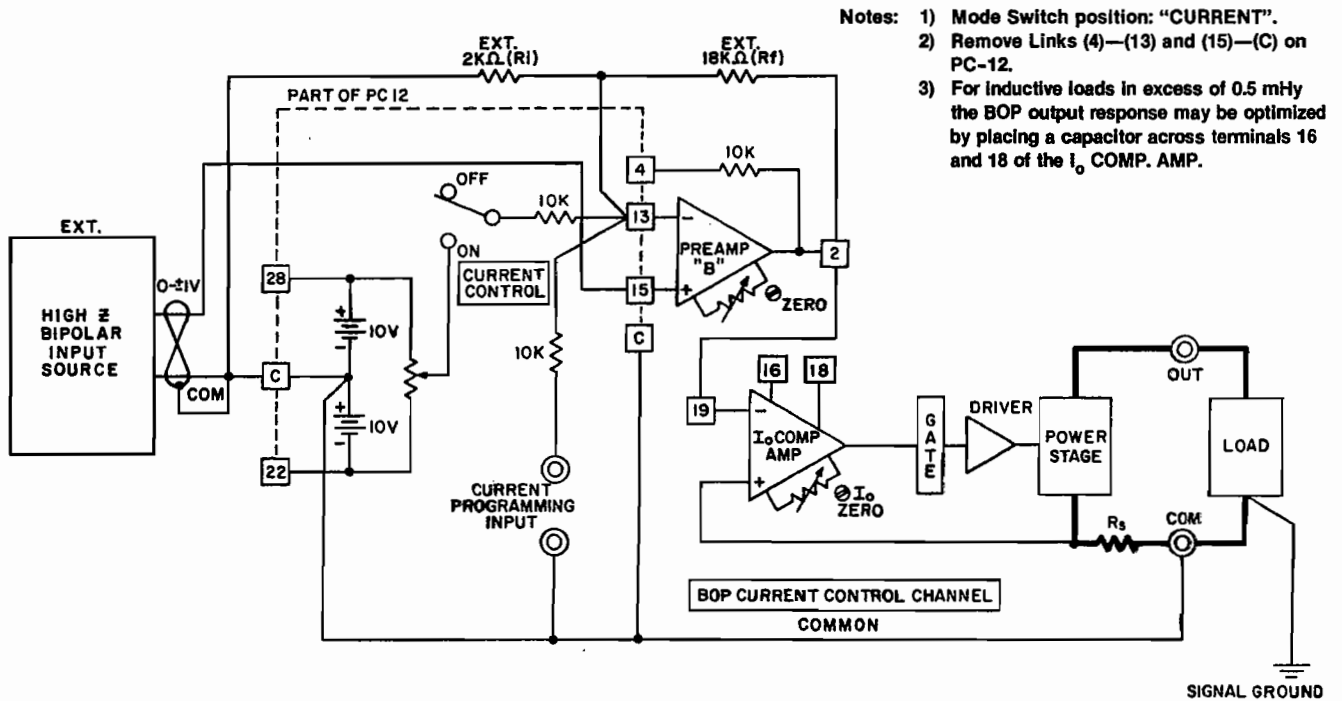 Notes: 1) Mode Switch position: "CURRENT".
2) Remove Links (4)—(13) and (15)—(C) on
PC-12.
3) For inductive loads in excess of 0.5 mHy
the BOP output response may be optimized
by placing a capacitor across terminals 16
and 18 of the Io COMP. AMP.
EXT.
2KΩ(RI)
EXT.
18KΩ(Rf)
PART OF PC 12
4
10K
OFF
10K
13
−
PREAMP
"B"
2
EXT.
ON
CURRENT
CONTROL
15
+
ZERO
0-±1V
28
HIGH Z
BIPOLAR
INPUT
SOURCE
+
10V
−
10K
C
C
COM
+
10V
−
16
18
OUT
19
−
Io COMP
AMP
+
GATE
DRIVER
POWER
STAGE
LOAD
22
CURRENT
PROGRAMMING
INPUT
Io
ZERO
Rs
COM
BOP CURRENT CONTROL CHANNEL
COMMON
SIGNAL GROUND